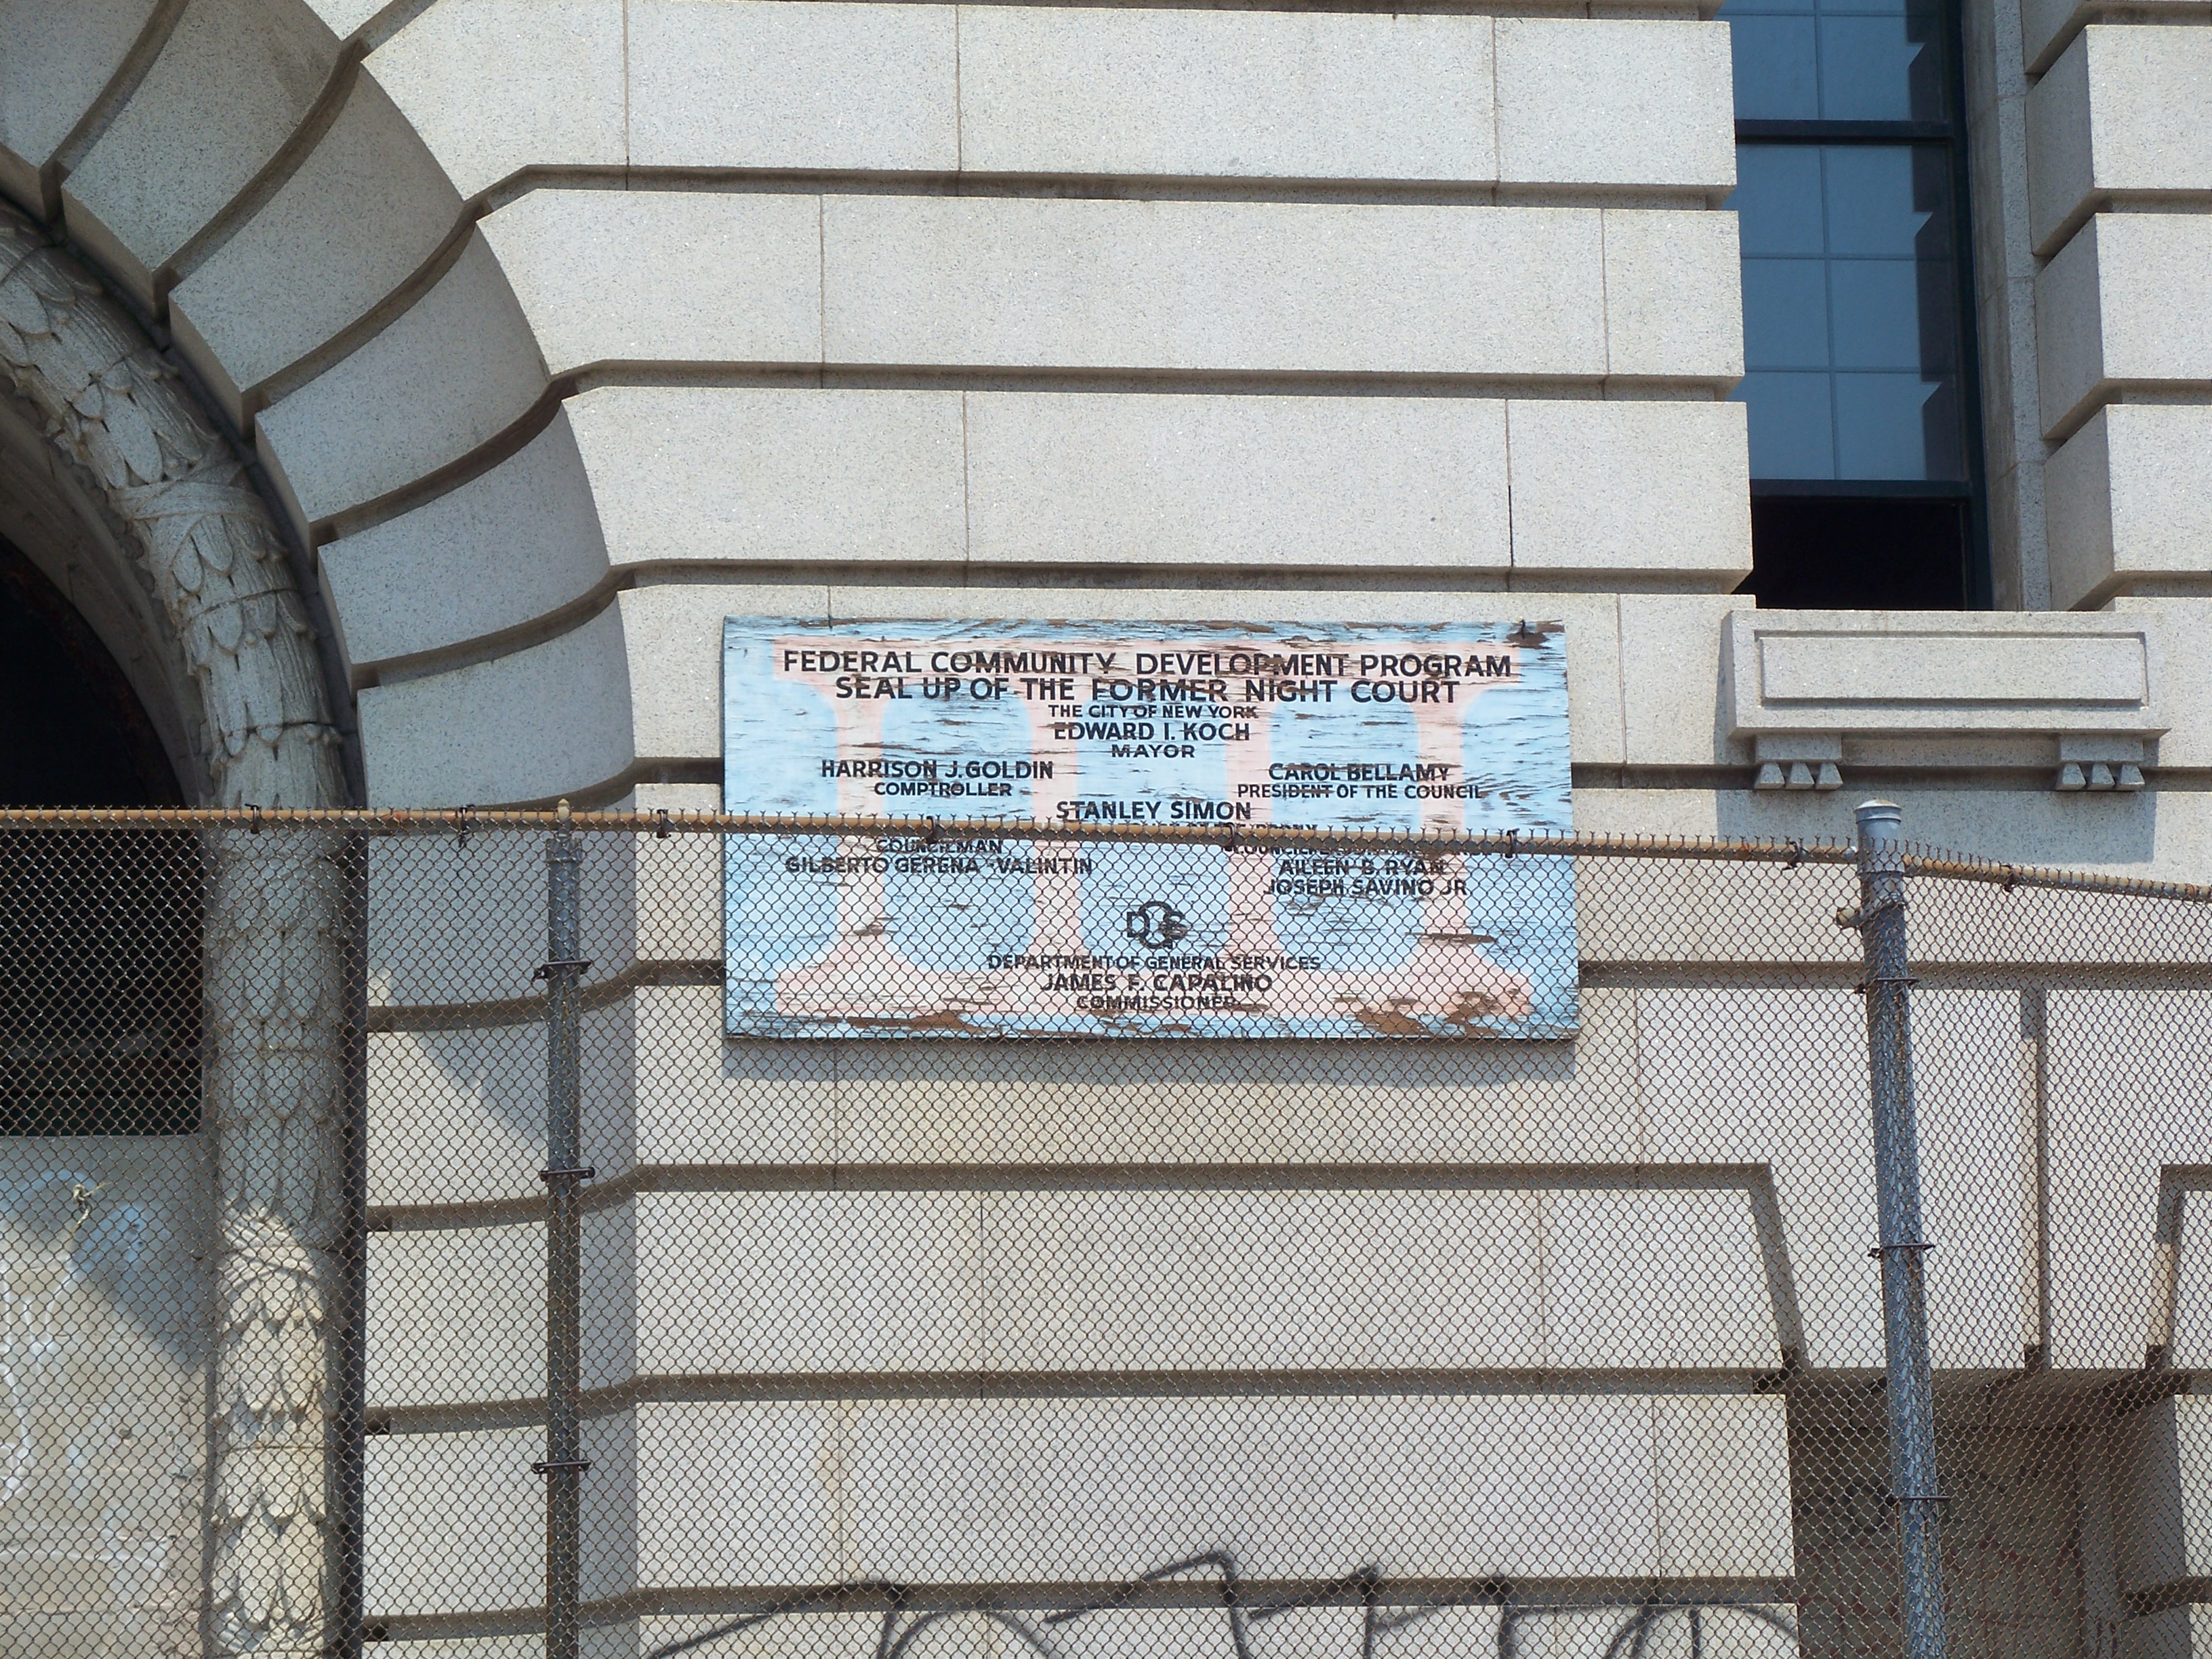 FEDERAL COMMUNITY DEVELOPMENT PROGRAM
SEAL UP OF THE FORMER NIGHT COURT
THE CITY OF NEW YORK
EDWARD I. KOCH
MAYOR
HARRISON J. GOLDIN
COMPTROLLER
CAROL BELLAMY
PRESIDENT OF THE COUNCIL
STANLEY SIMON
COUNCILMAN
GILBERTO GERENA-VALINTIN
AILEEN B. RYAN
JOSEPH SAVINO JR
DGS
DEPARTMENT OF GENERAL SERVICES
JAMES F. CAPALINO
COMMISSIONER